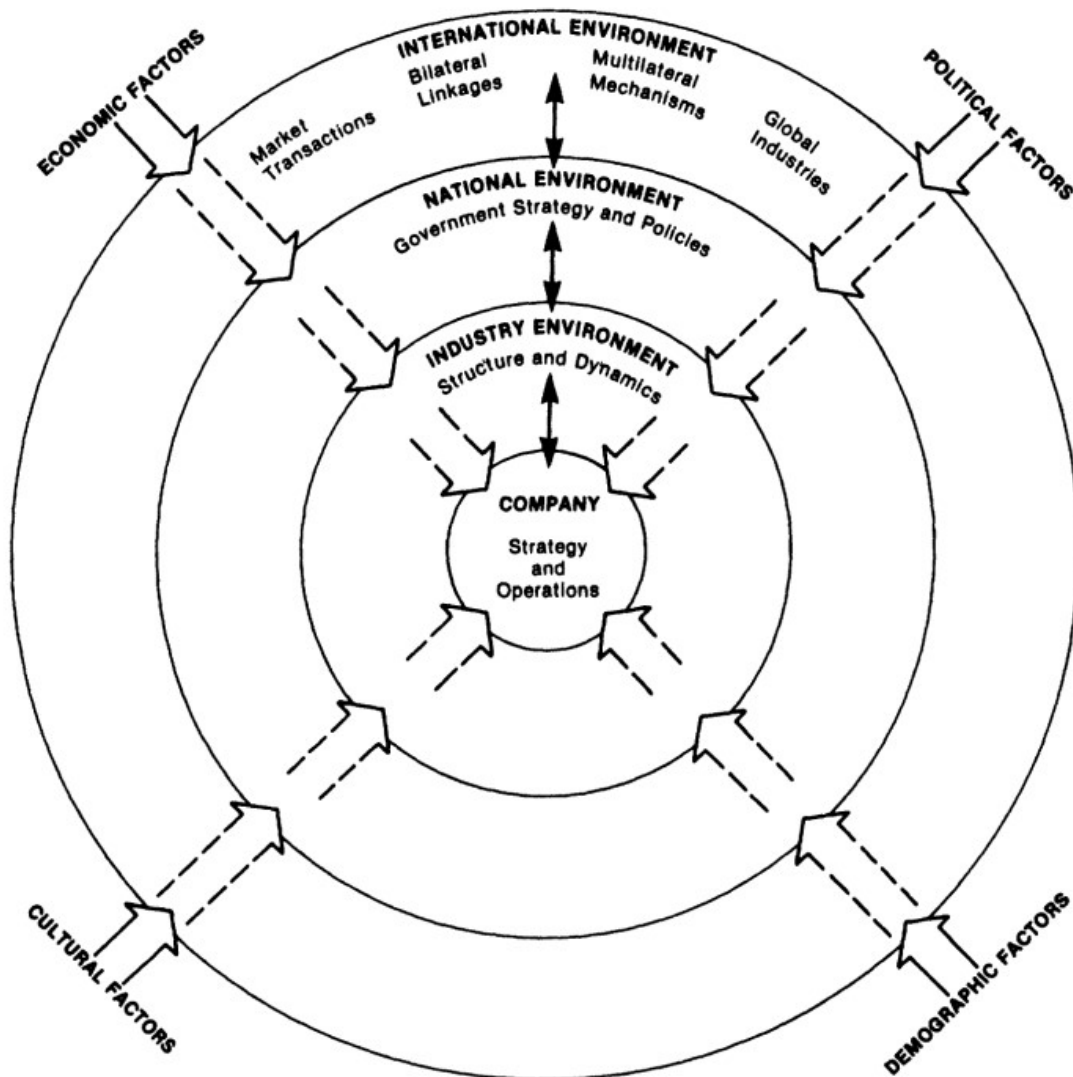 INTERNATIONAL ENVIRONMENT
Bilateral
Linkages
Multilateral
Mechanisms
Market
Transactions
Global
Industries
ECONOMIC FACTORS
POLITICAL FACTORS
NATIONAL ENVIRONMENT
Government Strategy and Policies
INDUSTRY ENVIRONMENT
Structure and Dynamics
COMPANY
Strategy
and
Operations
CULTURAL FACTORS
DEMOGRAPHIC FACTORS